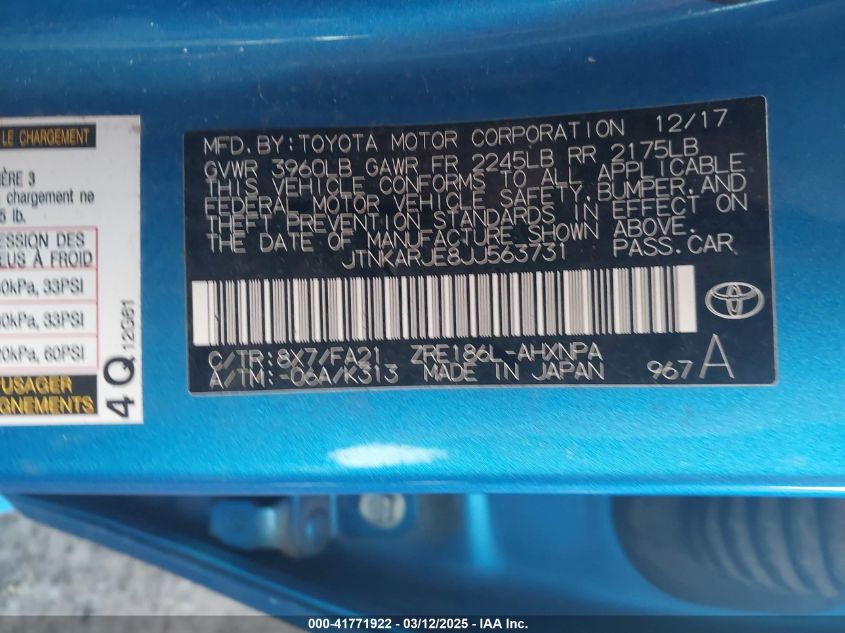 LE CHARGEMENT
ÈRE 3
chargement ne
5 lb.
ESSION DES
ES À FROID
0kPa, 33PSI
0kPa, 33PSI
20kPa, 60PSI
USAGER
GNEMENTS
4Q 12G61
MFD. BY: TOYOTA MOTOR CORPORATION 12/17
GVWR 3960LB GAWR FR 2245LB RR 2175LB
THIS VEHICLE CONFORMS TO ALL APPLICABLE
FEDERAL MOTOR VEHICLE SAFETY, BUMPER, AND
THEFT PREVENTION STANDARDS IN EFFECT ON
THE DATE OF MANUFACTURE SHOWN ABOVE.
JTNKARJE8JJ563731 PASS. CAR
C/TR: 8X7/FA21 ZRE186L-AHXNPA
A/TM: -06A/K313 MADE IN JAPAN 967 A
000-41771922 - 03/12/2025 - IAA Inc.